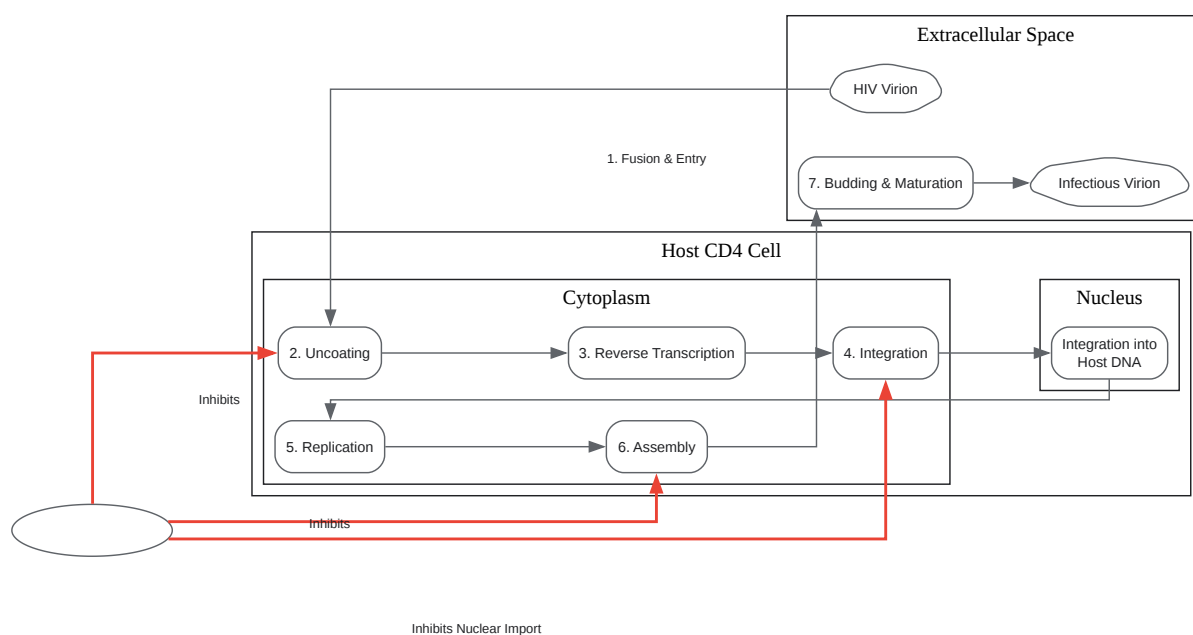 Extracellular Space
HIV Virion
1. Fusion & Entry
7. Budding & Maturation
Infectious Virion
Host CD4 Cell
Cytoplasm
Nucleus
2. Uncoating
3. Reverse Transcription
4. Integration
Integration into
Host DNA
Inhibits
5. Replication
6. Assembly
Inhibits
Inhibits Nuclear Import